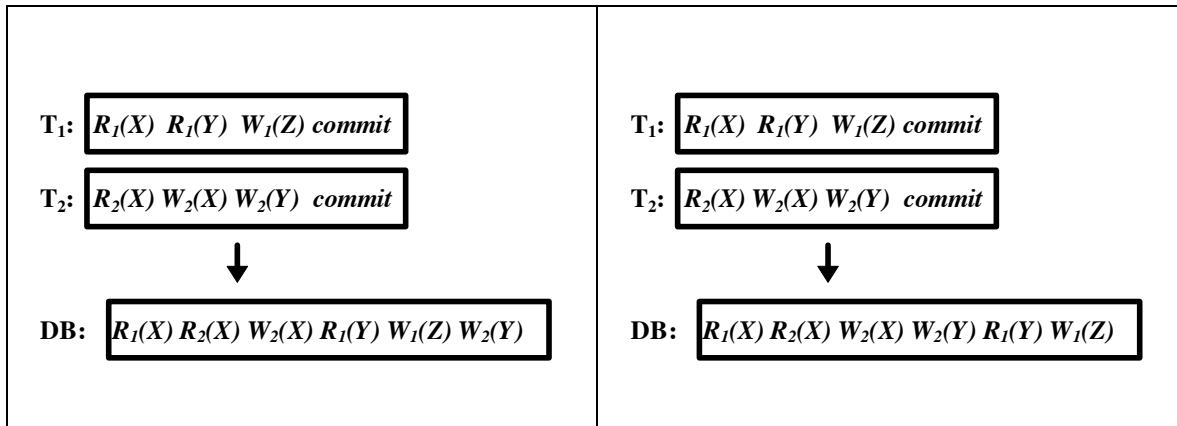 T₁: R₁(X) R₁(Y) W₁(Z) commit
T₂: R₂(X) W₂(X) W₂(Y) commit
DB: R₁(X) R₂(X) W₂(X) R₁(Y) W₁(Z) W₂(Y)
T₁: R₁(X) R₁(Y) W₁(Z) commit
T₂: R₂(X) W₂(X) W₂(Y) commit
DB: R₁(X) R₂(X) W₂(X) W₂(Y) R₁(Y) W₁(Z)